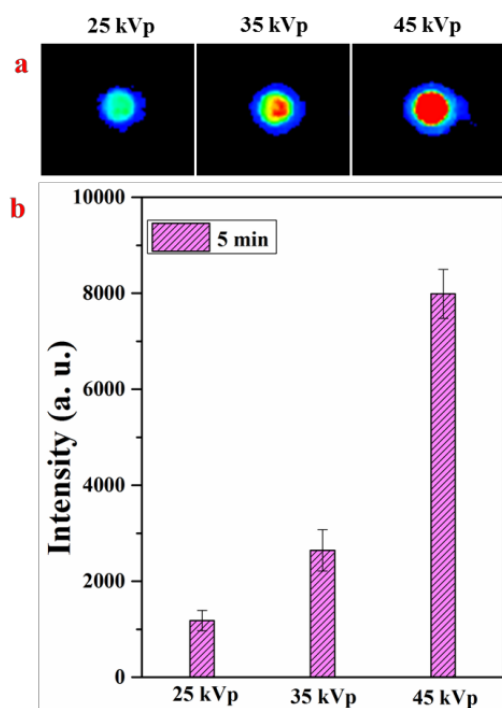 25 kVp 35 kVp 45 kVp
a
b
10000
5 min
8000
6000
4000
2000
0
Intensity (a. u.)
25 kVp 35 kVp 45 kVp